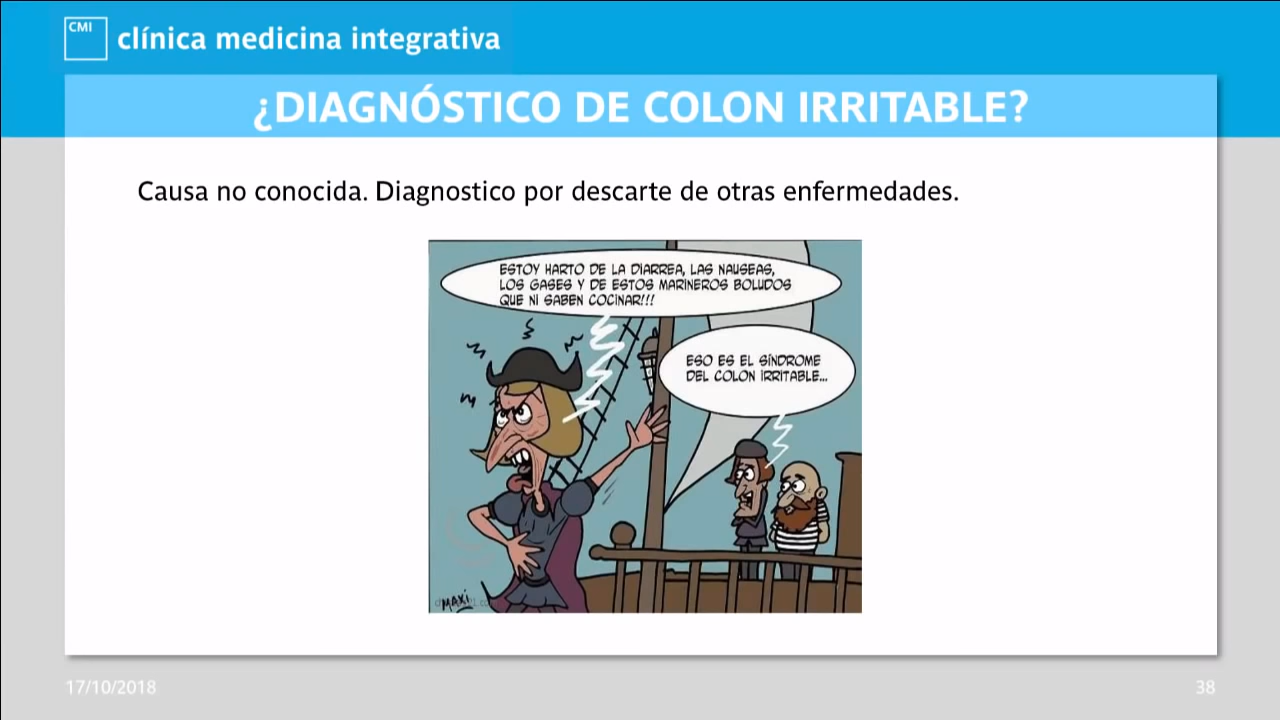 CMI
clínica medicina integrativa
¿DIAGNÓSTICO DE COLON IRRITABLE?
Causa no conocida. Diagnostico por descarte de otras enfermedades.
ESTOY HARTO DE LA DIARREA, LAS NAUSEAS,
LOS GASES Y DE ESTOS MARINEROS BOLUDOS
QUE NI SABEN COCINAR!!!
ESO ES EL SÍNDROME
DEL COLON IRRITABLE...
MAXI
17/10/2018
38